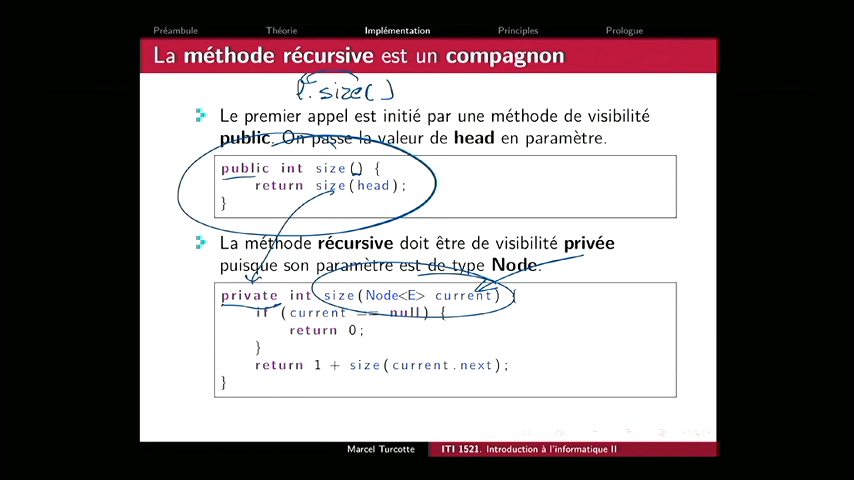 Préambule Théorie Implémentation Principles Prologue
La méthode récursive est un compagnon
l.size()
Le premier appel est initié par une méthode de visibilité
public. On passe la valeur de head en paramètre.
public int size() {
return size(head);
}
La méthode récursive doit être de visibilité privée
puisque son paramètre est de type Node.
private int size(Node<E> current) {
if (current == null) {
return 0;
}
return 1 + size(current.next);
}
Marcel Turcotte ITI 1521. Introduction à l'informatique II